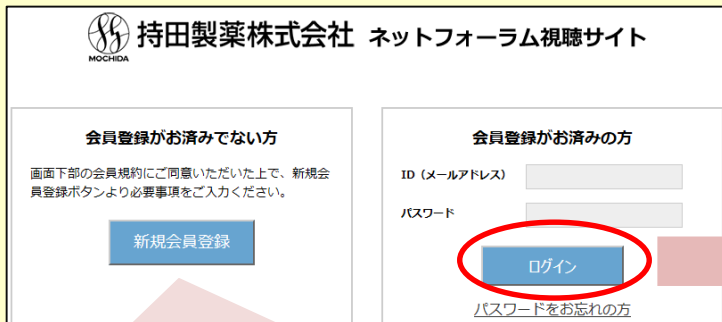 MOCHIDA
持田製薬株式会社 ネットフォーラム視聴サイト
会員登録がお済みでない方
画面下部の会員規約にご同意いただいた上で、新規会
員登録ボタンより必要事項をご入力ください。
新規会員登録
会員登録がお済みの方
ID（メールアドレス）
パスワード
ログイン
パスワードをお忘れの方